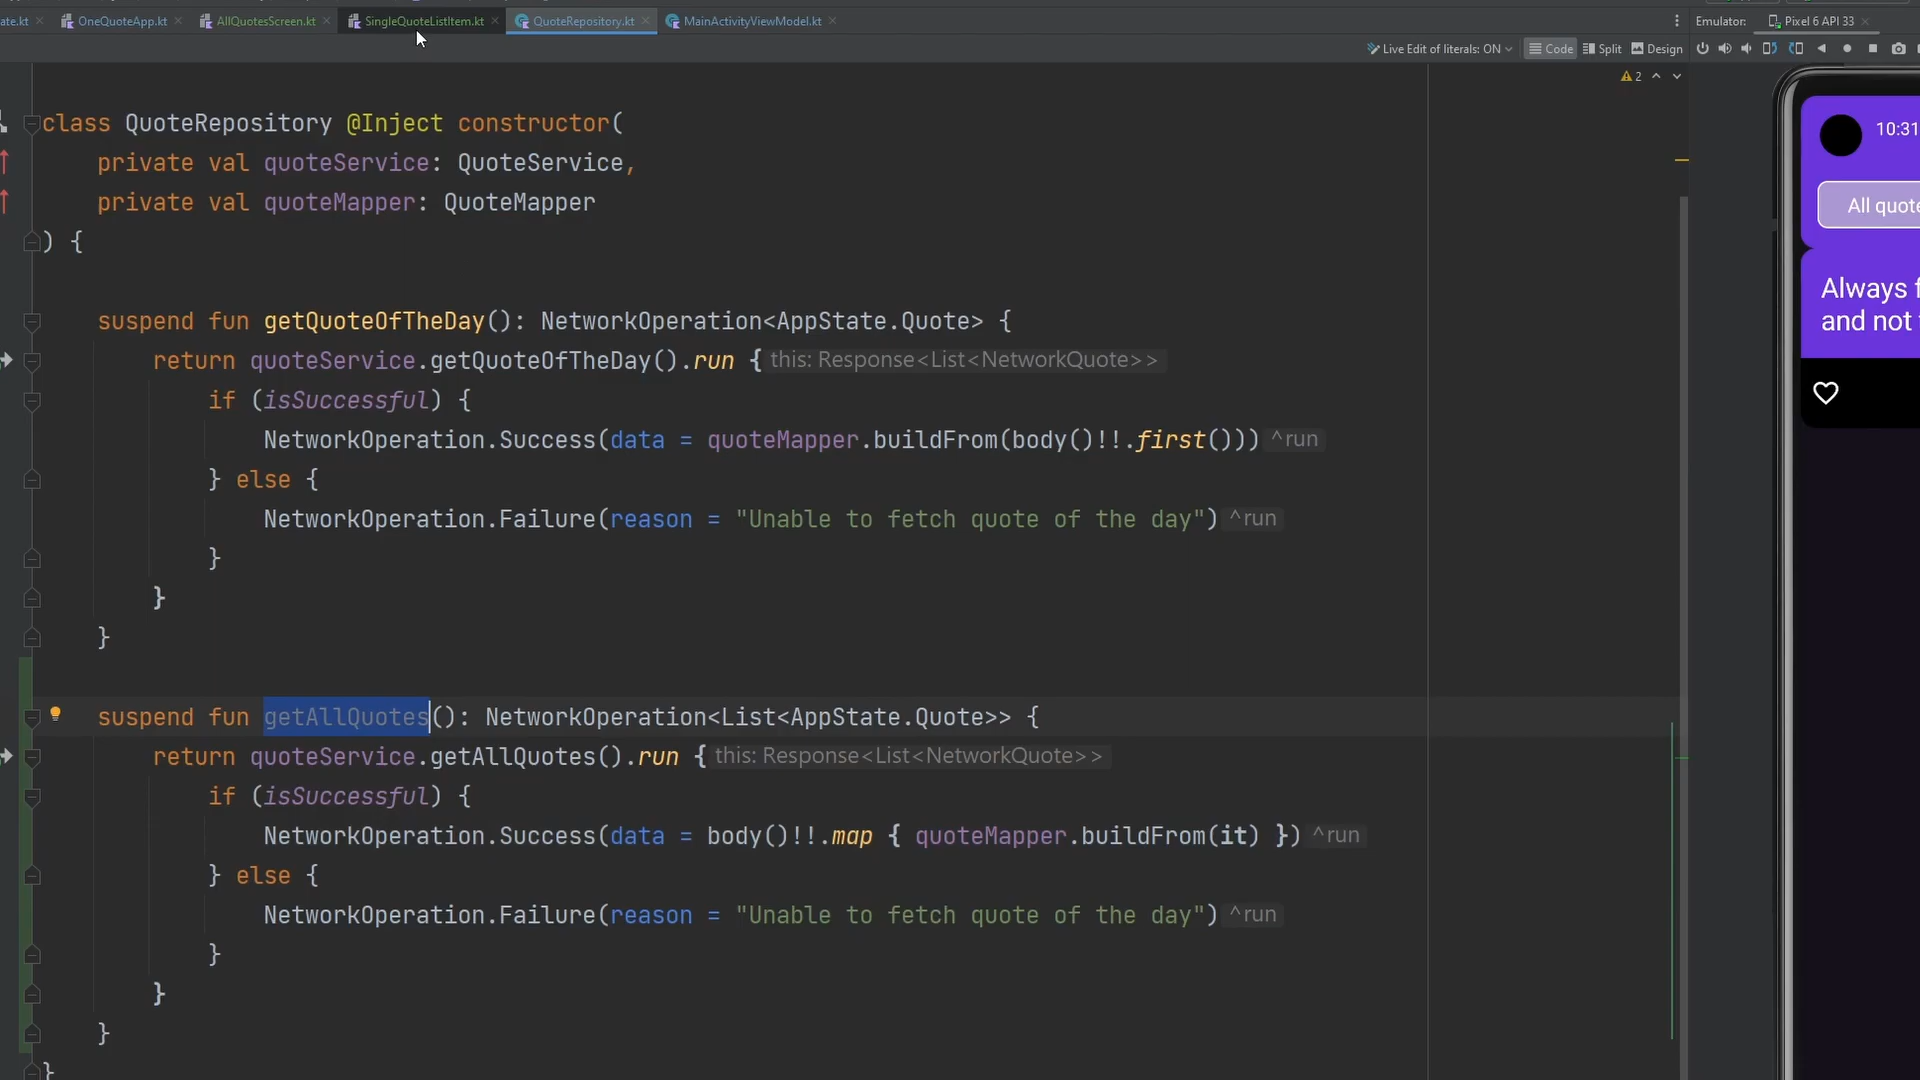 ate.kt OneQuoteApp.kt AllQuotesScreen.kt SingleQuoteListItem.kt QuoteRepository.kt MainActivityViewModel.kt Emulator: Pixel 6 API 33
Live Edit of literals: ON Code Split Design
2
class QuoteRepository @Inject constructor(
private val quoteService: QuoteService,
private val quoteMapper: QuoteMapper
) {
suspend fun getQuoteOfTheDay(): NetworkOperation<AppState.Quote> {
return quoteService.getQuoteOfTheDay().run { this: Response<List<NetworkQuote>>
if (isSuccessful) {
NetworkOperation.Success(data = quoteMapper.buildFrom(body()!!.first())) ^run
} else {
NetworkOperation.Failure(reason = "Unable to fetch quote of the day") ^run
}
}
}
suspend fun getAllQuotes(): NetworkOperation<List<AppState.Quote>> {
return quoteService.getAllQuotes().run { this: Response<List<NetworkQuote>>
if (isSuccessful) {
NetworkOperation.Success(data = body()!!.map { quoteMapper.buildFrom(it) }) ^run
} else {
NetworkOperation.Failure(reason = "Unable to fetch quote of the day") ^run
}
}
}
}
10:31
All quote
Always f
and not